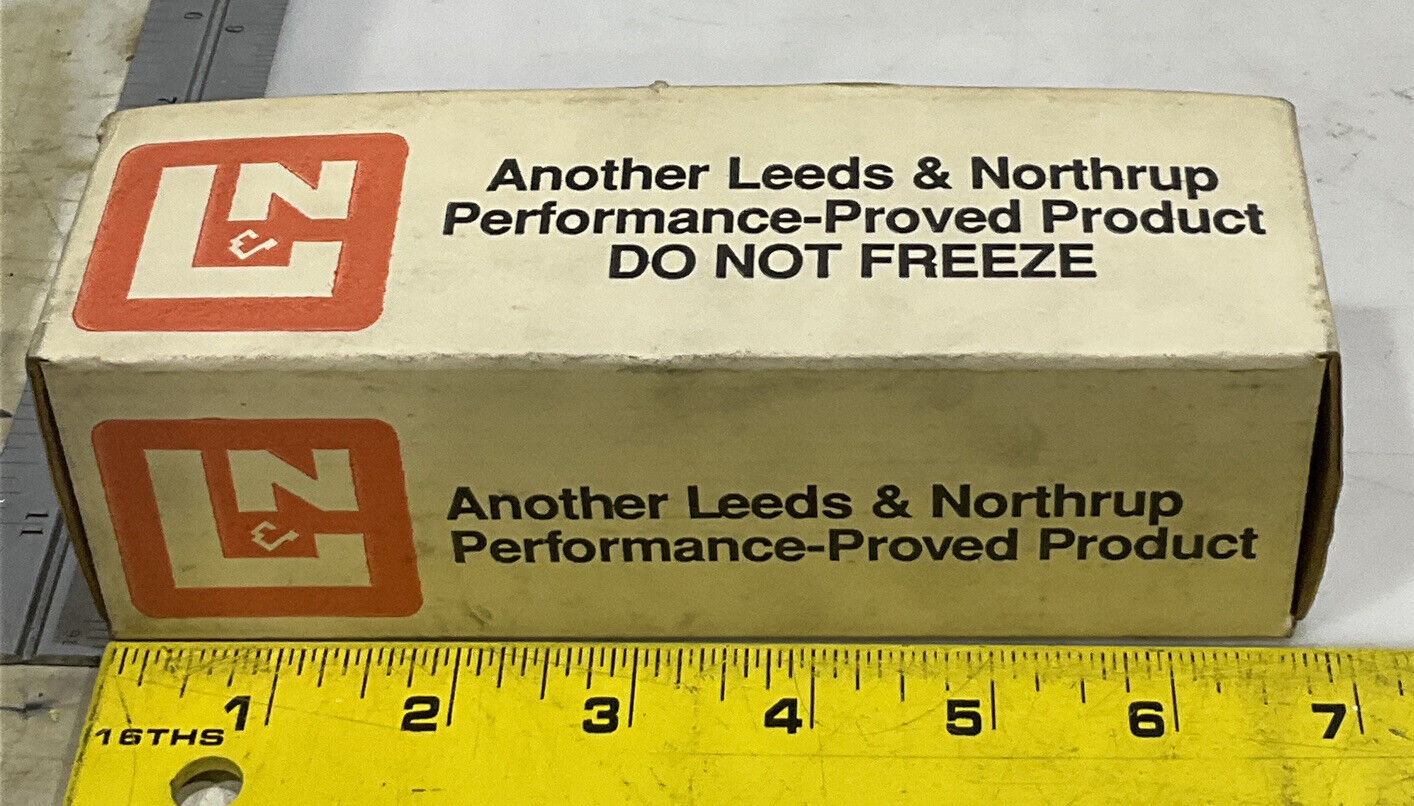 L&N
Another Leeds & Northrup
Performance-Proved Product
DO NOT FREEZE
L&N
Another Leeds & Northrup
Performance-Proved Product
1 2 3 4 5 6 7
16THS
11